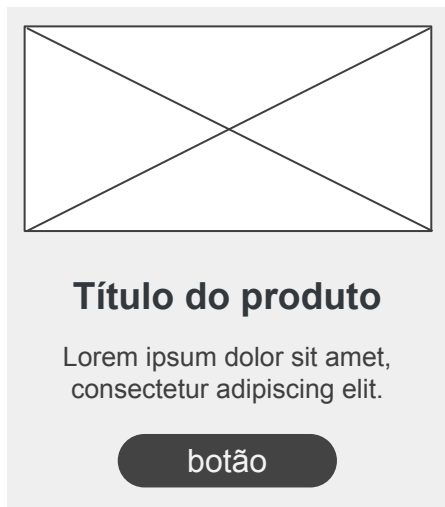 Título do produto
Lorem ipsum dolor sit amet,
consectetur adipiscing elit.
botão